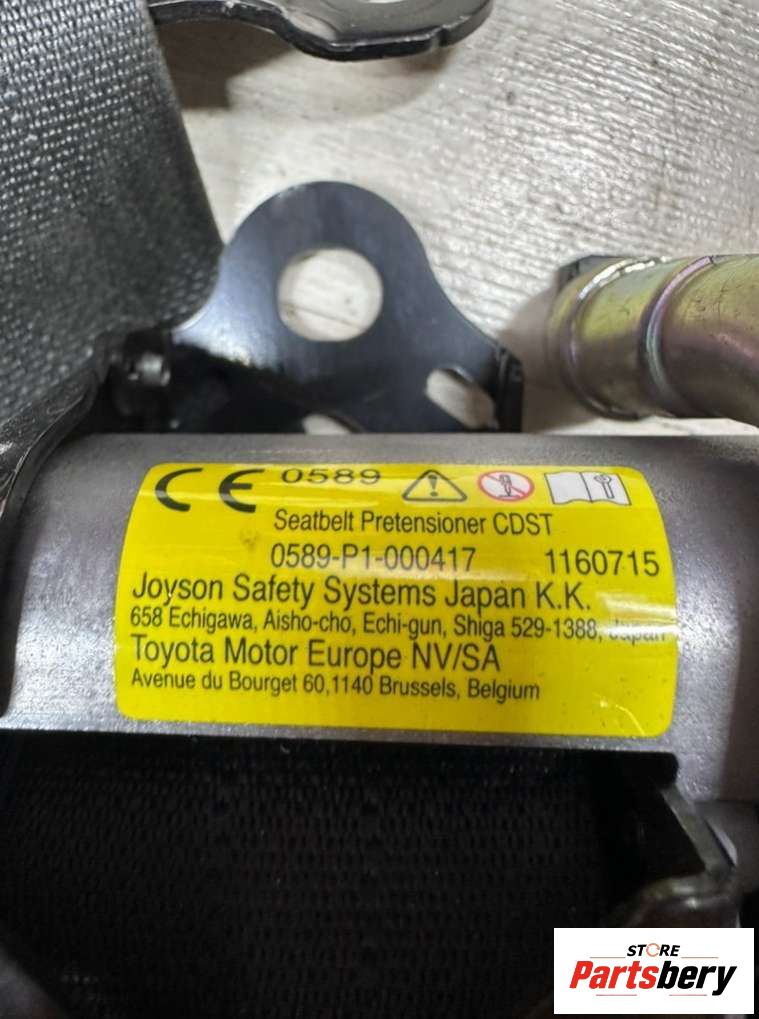 CE 0589
Seatbelt Pretensioner CDST
0589-P1-000417 1160715
Joyson Safety Systems Japan K.K.
658 Echigawa, Aisho-cho, Echi-gun, Shiga 529-1388, Japan
Toyota Motor Europe NV/SA
Avenue du Bourget 60,1140 Brussels, Belgium
STORE
Partsbery